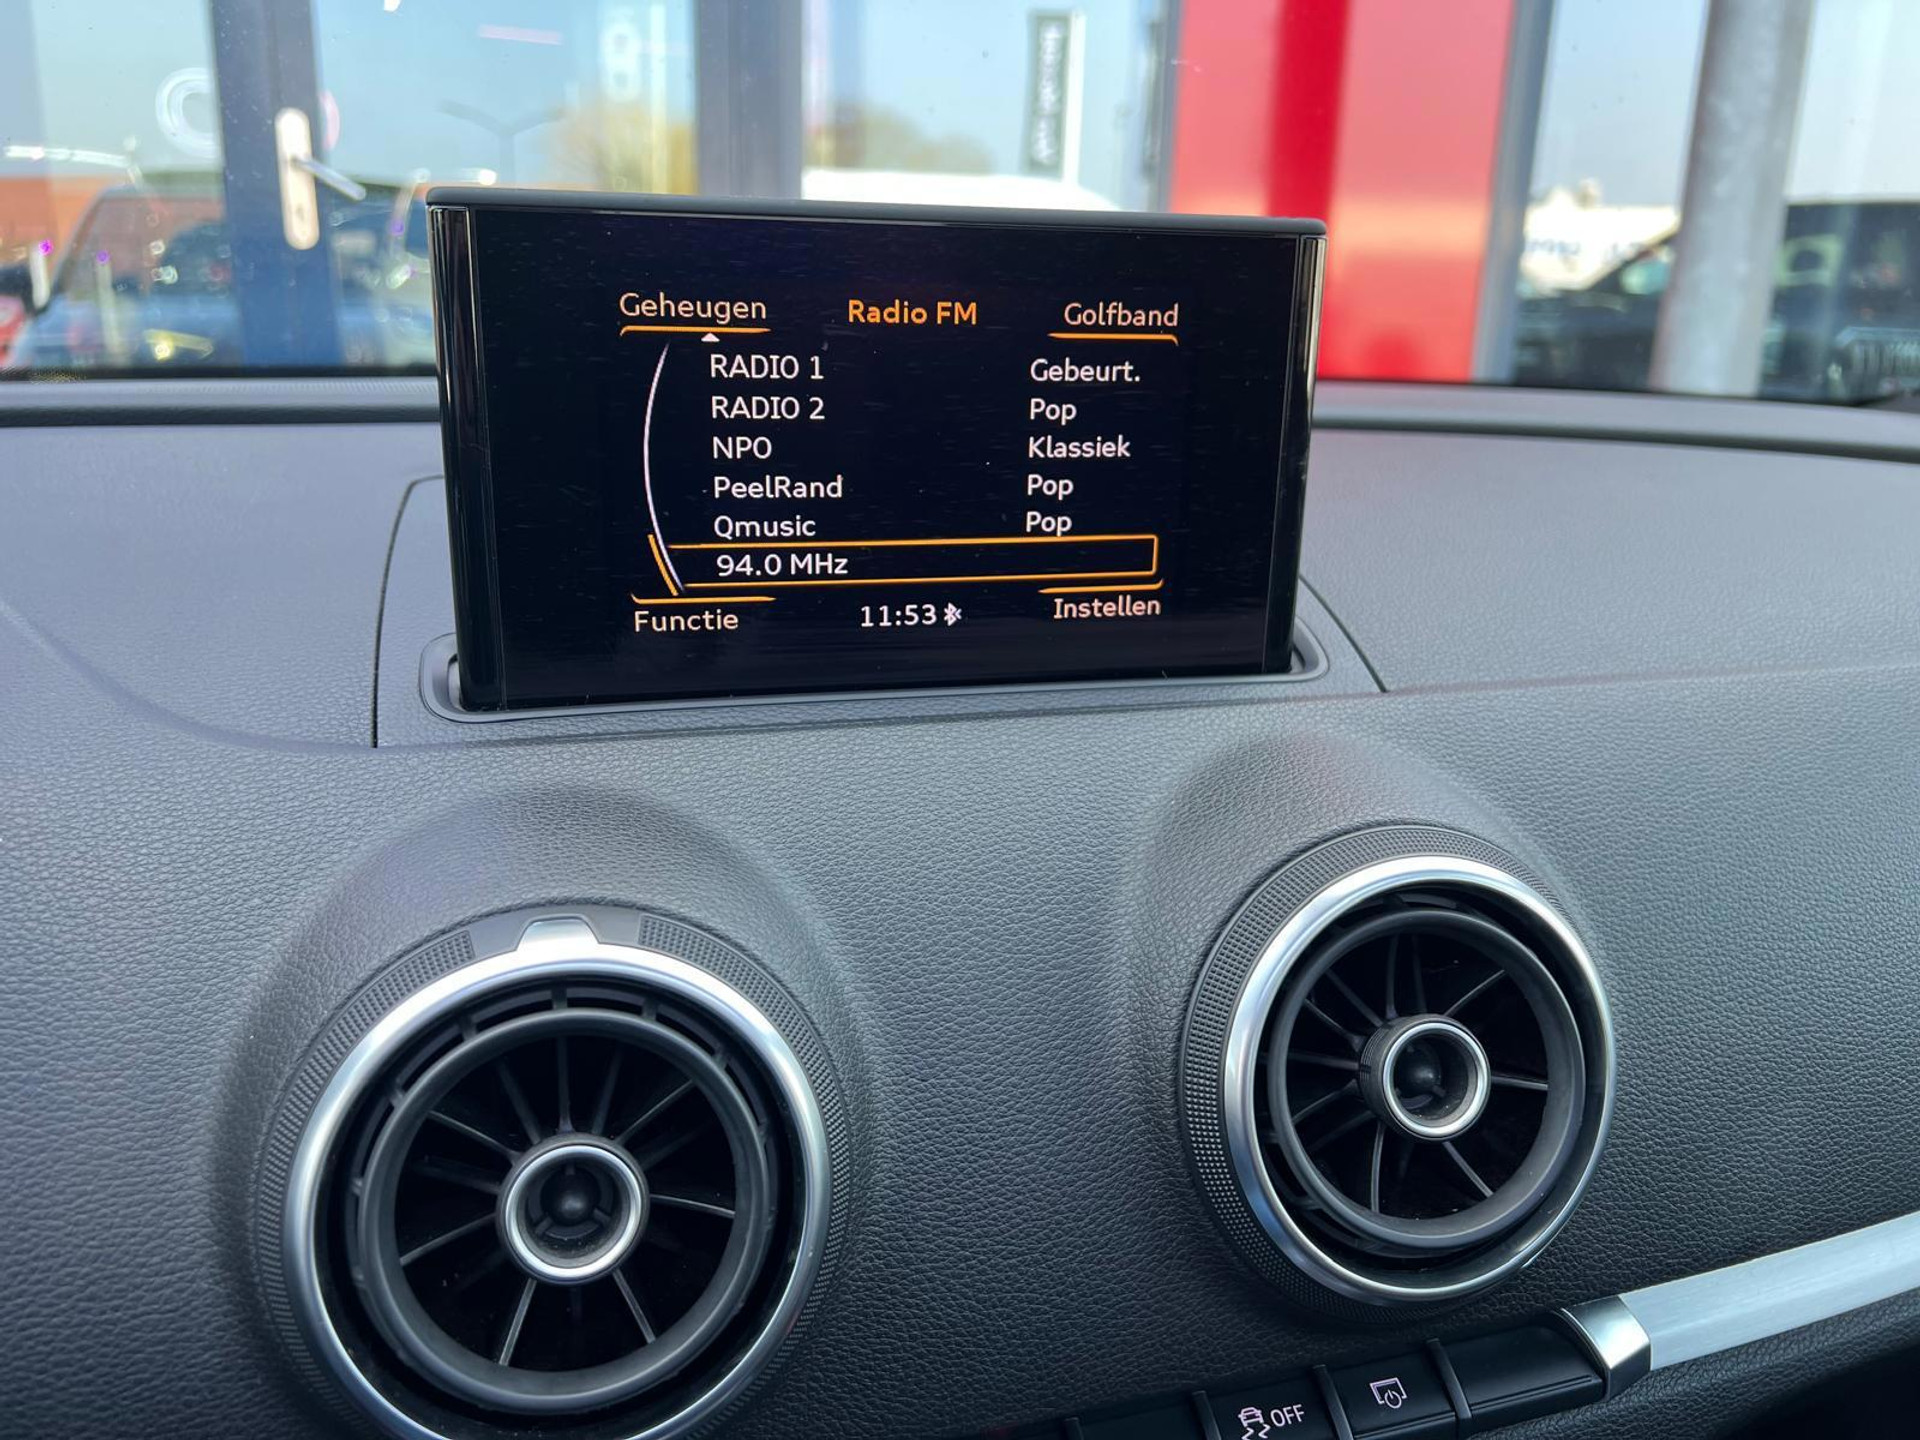 Geheugen Radio FM Golfband
RADIO 1 Gebeurt.
RADIO 2 Pop
NPO Klassiek
PeelRand Pop
Qmusic Pop
94.0 MHz
Functie 11:53 Instellen
OFF